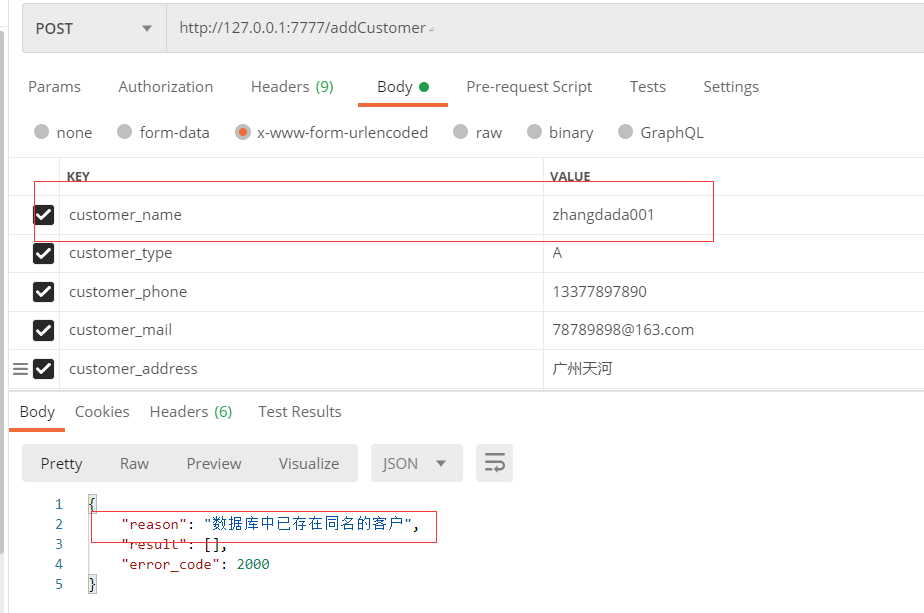 POST http://127.0.0.1:7777/addCustomer
Params Authorization Headers (9) Body Pre-request Script Tests Settings
none form-data x-www-form-urlencoded raw binary GraphQL
KEY VALUE
customer_name zhangdada001
customer_type A
customer_phone 13377897890
customer_mail 78789898@163.com
customer_address 广州天河
Body Cookies Headers (6) Test Results
Pretty Raw Preview Visualize JSON
1 {
2 "reason": "数据库中已存在同名的客户",
3 "result": [],
4 "error_code": 2000
5 }